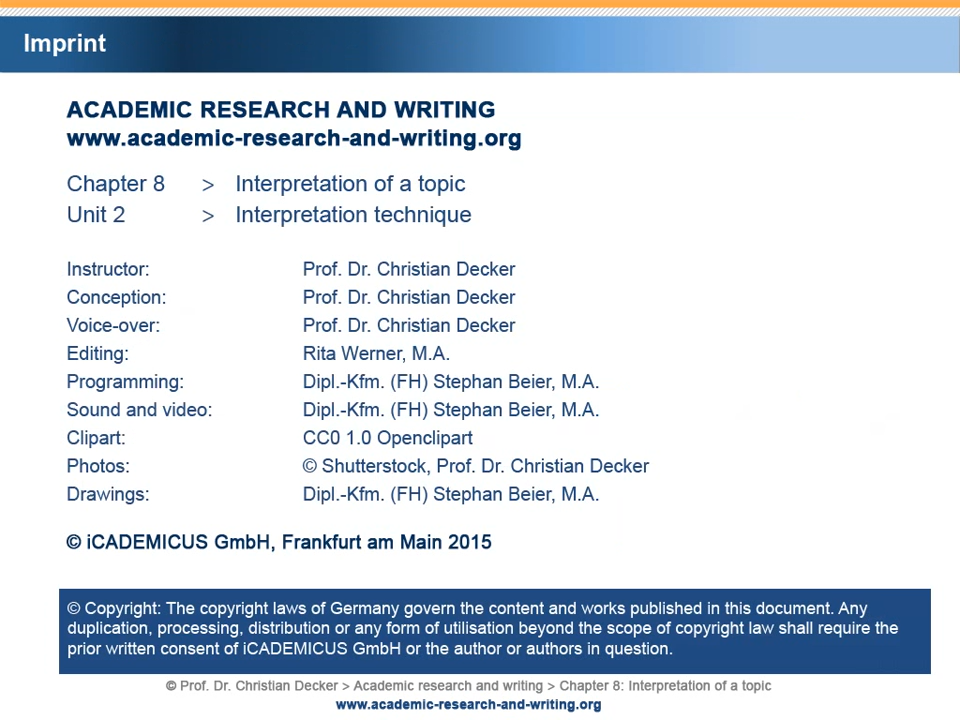 Imprint
ACADEMIC RESEARCH AND WRITING
www.academic-research-and-writing.org
Chapter 8 > Interpretation of a topic
Unit 2 > Interpretation technique
Instructor: Prof. Dr. Christian Decker
Conception: Prof. Dr. Christian Decker
Voice-over: Prof. Dr. Christian Decker
Editing: Rita Werner, M.A.
Programming: Dipl.-Kfm. (FH) Stephan Beier, M.A.
Sound and video: Dipl.-Kfm. (FH) Stephan Beier, M.A.
Clipart: CC0 1.0 Openclipart
Photos: © Shutterstock, Prof. Dr. Christian Decker
Drawings: Dipl.-Kfm. (FH) Stephan Beier, M.A.
© iCADEMICUS GmbH, Frankfurt am Main 2015
© Copyright: The copyright laws of Germany govern the content and works published in this document. Any
duplication, processing, distribution or any form of utilisation beyond the scope of copyright law shall require the
prior written consent of iCADEMICUS GmbH or the author or authors in question.
© Prof. Dr. Christian Decker > Academic research and writing > Chapter 8: Interpretation of a topic
www.academic-research-and-writing.org